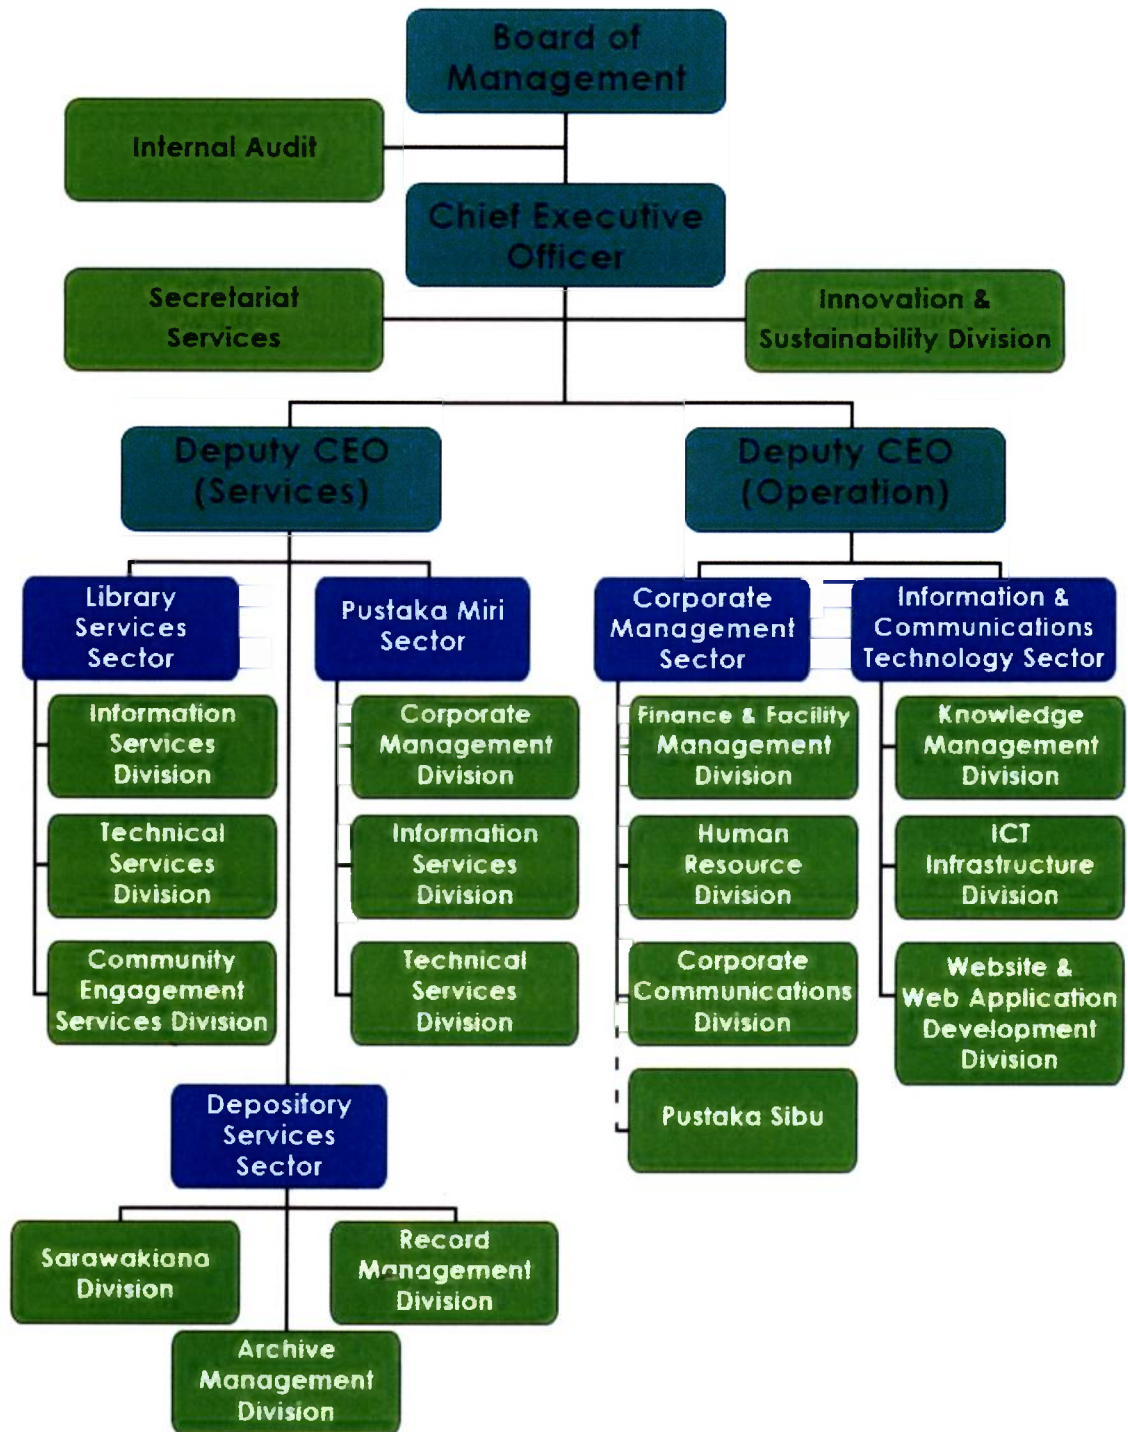 Board of
Management
Internal Audit
Chief Executive
Officer
Secretariat
Services
Innovation &
Sustainability Division
Deputy CEO
(Services)
Deputy CEO
(Operation)
Library
Services
Sector
Pustaka Miri
Sector
Corporate
Management
Sector
Information &
Communications
Technology Sector
Information
Services
Division
Corporate
Management
Division
Finance & Facility
Management
Division
Knowledge
Management
Division
Technical
Services
Division
Information
Services
Division
Human
Resource
Division
ICT
Infrastructure
Division
Community
Engagement
Services Division
Technical
Services
Division
Corporate
Communications
Division
Website &
Web Application
Development
Division
Depository
Services
Sector
Pustaka Sibu
Sarawakiana
Division
Record
Management
Division
Archive
Management
Division